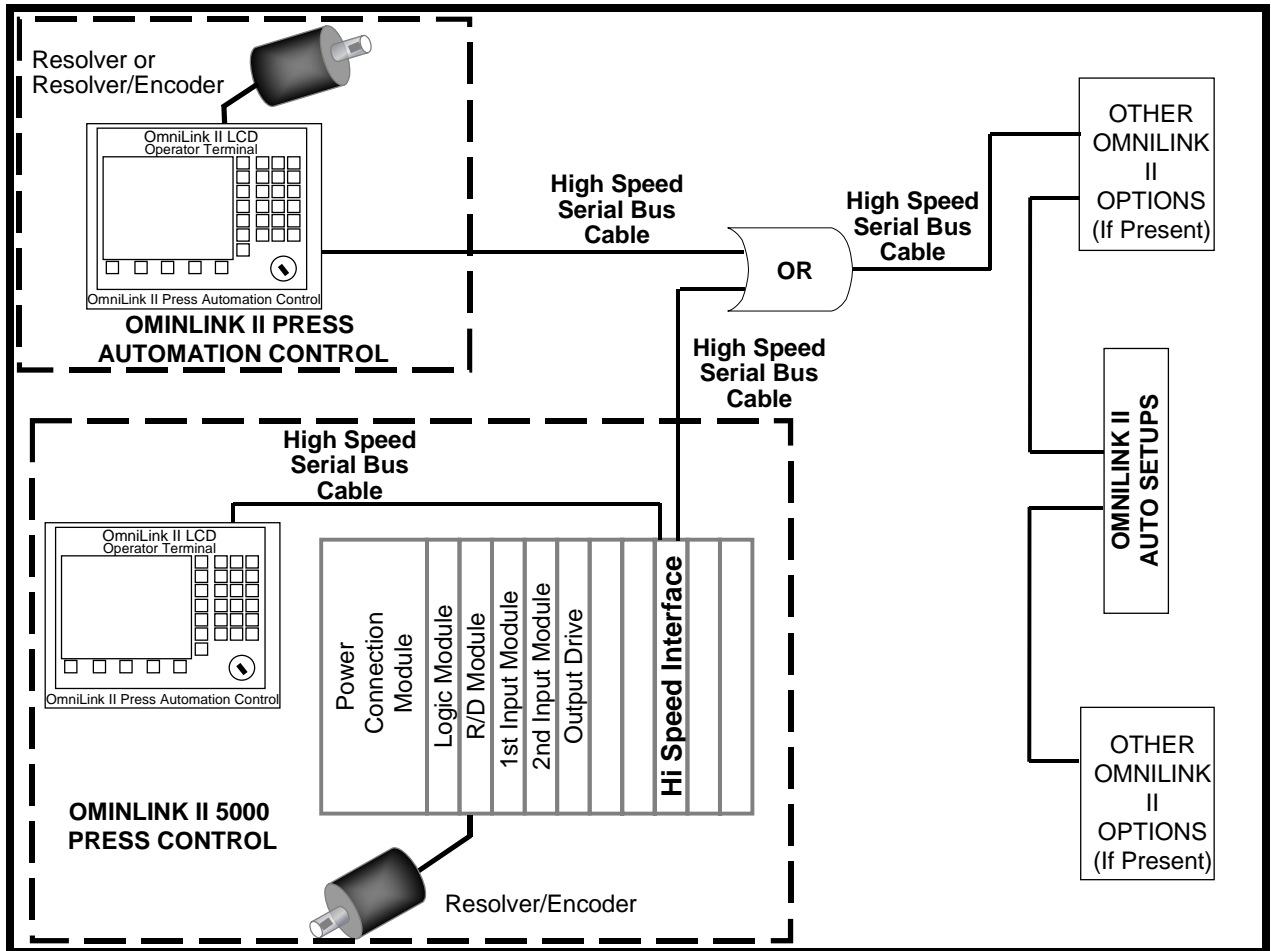 Resolver or
Resolver/Encoder
OmniLink II LCD
Operator Terminal
OmniLink II Press Automation Control
OMINLINK II PRESS
AUTOMATION CONTROL
High Speed
Serial Bus
Cable
OR
High Speed
Serial Bus
Cable
OTHER
OMNILINK
II
OPTIONS
(If Present)
High Speed
Serial Bus
Cable
OMNILINK II
AUTO SETUPS
High Speed
Serial Bus
Cable
OmniLink II LCD
Operator Terminal
OmniLink II Press Automation Control
Power
Connection
Module
Logic Module
R/D Module
1st Input Module
2nd Input Module
Output Drive
Hi Speed Interface
OMINLINK II 5000
PRESS CONTROL
Resolver/Encoder
OTHER
OMNILINK
II
OPTIONS
(If Present)